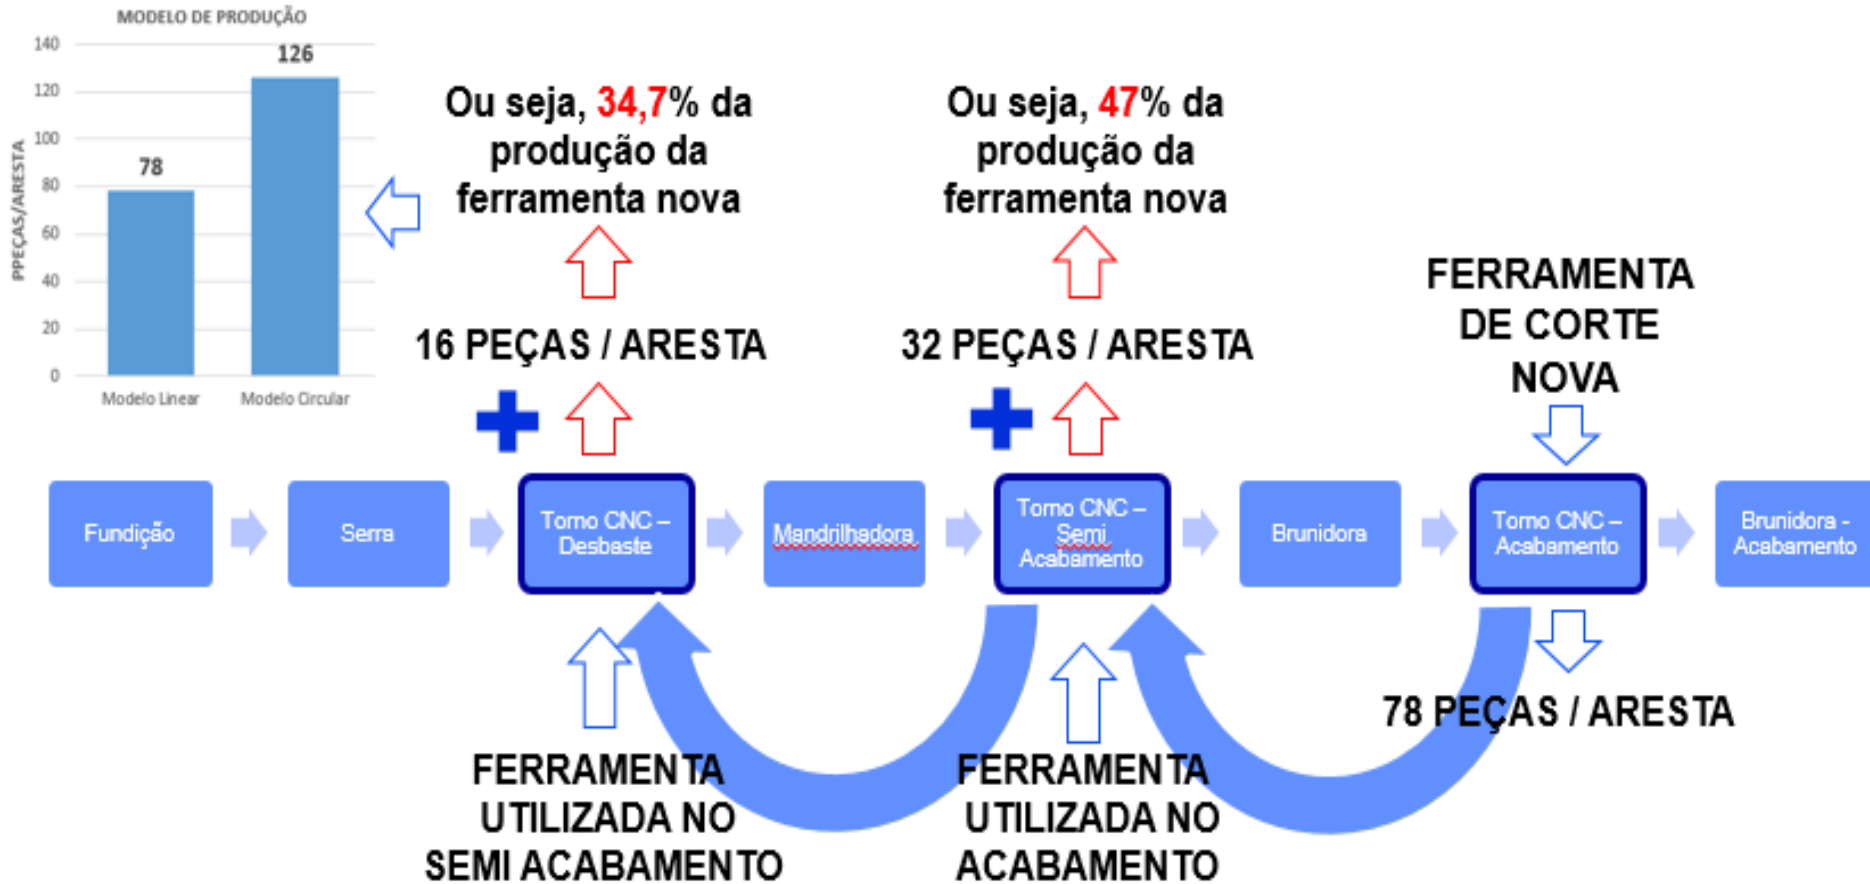 MODELO DE PRODUÇÃO
140
120
100
80
60
40
20
0
PPEÇAS/ARESTA
78
126
Modelo Linear
Modelo Circular
Ou seja, 34,7% da
produção da
ferramenta nova
Ou seja, 47% da
produção da
ferramenta nova
16 PEÇAS / ARESTA
32 PEÇAS / ARESTA
FERRAMENTA
DE CORTE
NOVA
Fundição
Serra
Torno CNC –
Desbaste
Mandrilhadora
Torno CNC –
Semi
Acabamento
Brunidora
Torno CNC –
Acabamento
Brunidora -
Acabamento
78 PEÇAS / ARESTA
FERRAMENTA
UTILIZADA NO
SEMI ACABAMENTO
FERRAMENTA
UTILIZADA NO
ACABAMENTO